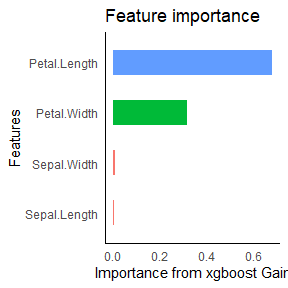 Feature importance
Petal.Length
Petal.Width
Sepal.Width
Sepal.Length
Features
0.0 0.2 0.4 0.6
Importance from xgboost Gain